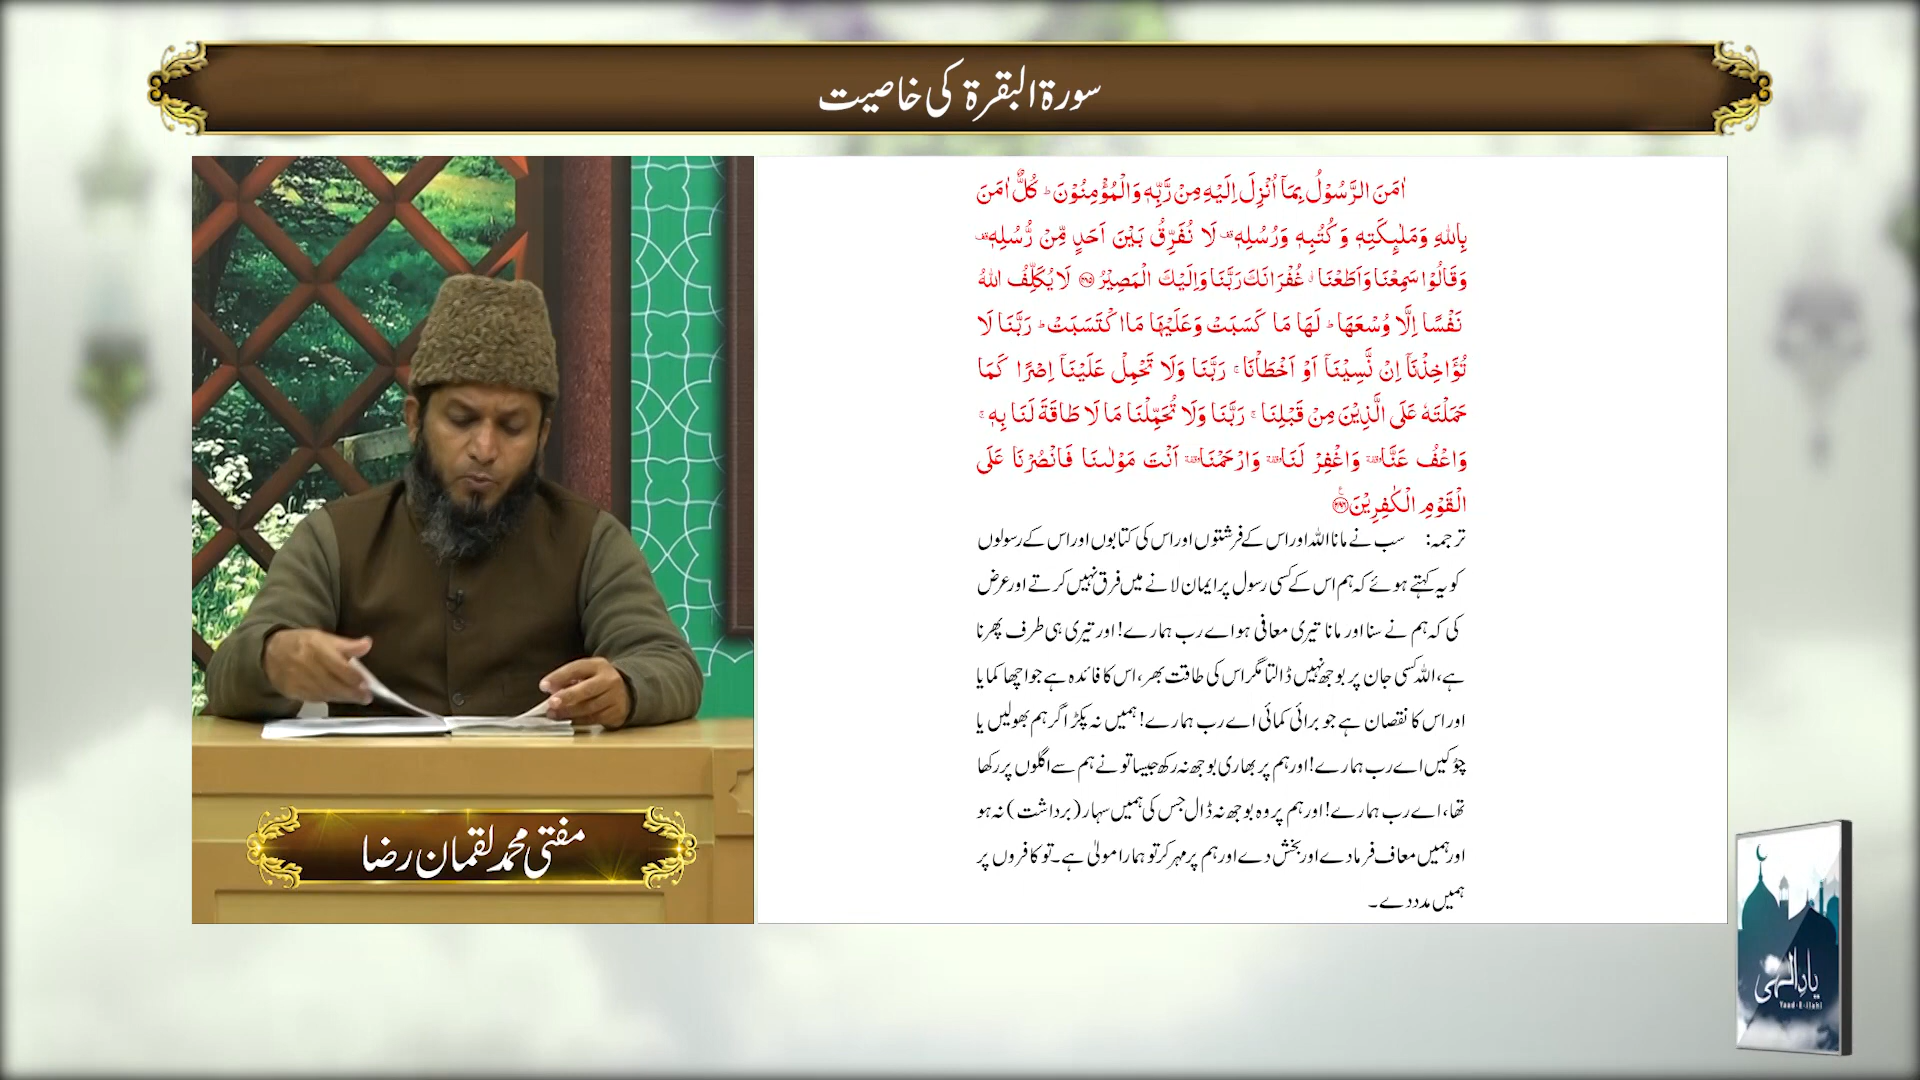 سورۃ البقرۃ کی خاصیت
اٰمَنَ الرَّسُوْلُ بِمَاۤ اُنْزِلَ اِلَیْهِ مِنْ رَّبِّهٖ وَالْمُؤْمِنُوْنَ ؕ كُلٌّ اٰمَنَ
بِاللّٰهِ وَمَلٰٓىِٕكَتِهٖ وَكُتُبِهٖ وَرُسُلِهٖ ۫ لَا نُفَرِّقُ بَیْنَ اَحَدٍ مِّنْ رُّسُلِهٖ ۫
وَقَالُوْا سَمِعْنَا وَاَطَعْنَا ۫ غُفْرَانَكَ رَبَّنَا وَاِلَیْكَ الْمَصِیْرُ ﴿۲۸۵﴾ لَا یُكَلِّفُ اللّٰهُ
نَفْسًا اِلَّا وُسْعَهَا ؕ لَهَا مَا كَسَبَتْ وَعَلَیْهَا مَا اكْتَسَبَتْ ؕ رَبَّنَا لَا
تُؤَاخِذْنَاۤ اِنْ نَّسِیْنَاۤ اَوْ اَخْطَاْنَا ۚ رَبَّنَا وَلَا تَحْمِلْ عَلَیْنَاۤ اِصْرًا كَمَا
حَمَلْتَهٗ عَلَی الَّذِیْنَ مِنْ قَبْلِنَا ۚ رَبَّنَا وَلَا تُحَمِّلْنَا مَا لَا طَاقَةَ لَنَا بِهٖ ۚ
وَاعْفُ عَنَّا ۥ وَاغْفِرْ لَنَا ۥ وَارْحَمْنَا ۥ اَنْتَ مَوْلٰىنَا فَانْصُرْنَا عَلَی
الْقَوْمِ الْكٰفِرِیْنَ ﴿۲۸۶﴾
ترجمہ: سب نے مانا اللہ اور اس کے فرشتوں اور اس کی کتابوں اور اس کے رسولوں
کو یہ کہتے ہوئے کہ ہم اس کے کسی رسول پر ایمان لانے میں فرق نہیں کرتے اور عرض
کی کہ ہم نے سنا اور مانا تیری معافی ہو اے رب ہمارے! اور تیری ہی طرف پھرنا
ہے، اللہ کسی جان پر بوجھ نہیں ڈالتا مگر اس کی طاقت بھر، اس کا فائدہ ہے جو اچھا کمایا
اور اس کا نقصان ہے جو برائی کمائی اے رب ہمارے! ہمیں نہ پکڑ اگر ہم بھولیں یا
چُوکیں اے رب ہمارے! اور ہم پر بھاری بوجھ نہ رکھ جیسا تو نے ہم سے اگلوں پر رکھا
تھا، اے رب ہمارے! اور ہم پر وہ بوجھ نہ ڈال جس کی ہمیں سہار (برداشت) نہ ہو
اور ہمیں معاف فرما دے اور بخش دے اور ہم پر مہر کر تو ہمارا مولیٰ ہے۔ تو کافروں پر
ہمیں مدد دے۔
مفتی محمد لقمان رضا
یادِ الٰہی
Yaad-E-ilahi